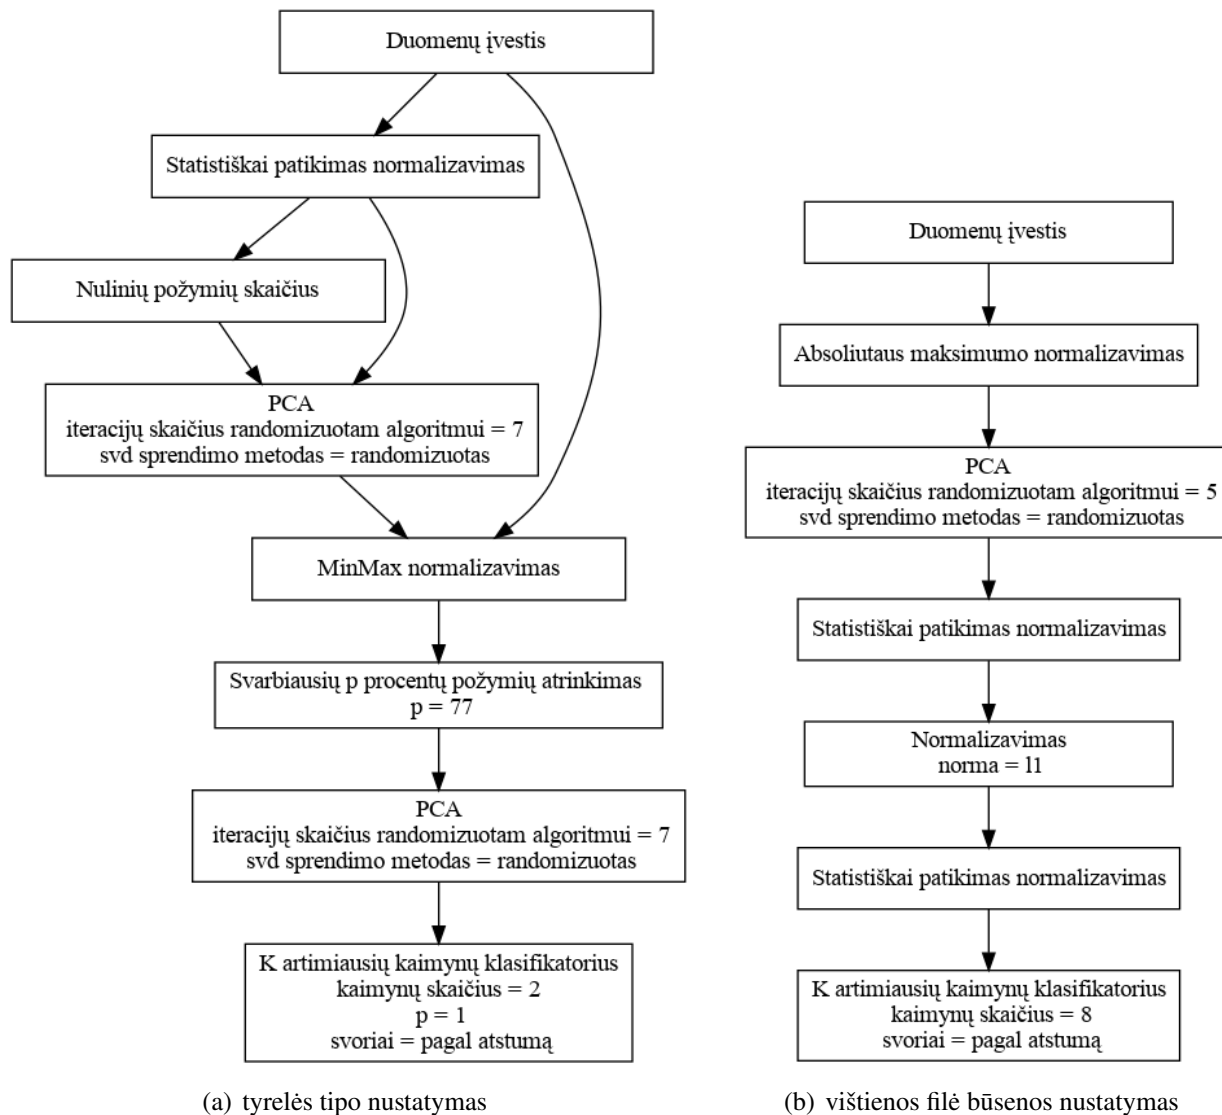 Duomenų įvestis
Statistiškai patikimas normalizavimas
Nulinių požymių skaičius
PCA
iteracijų skaičius randomizuotam algoritmui = 7
svd sprendimo metodas = randomizuotas
MinMax normalizavimas
Svarbiausių p procentų požymių atrinkimas
p = 77
PCA
iteracijų skaičius randomizuotam algoritmui = 7
svd sprendimo metodas = randomizuotas
K artimiausių kaimynų klasifikatorius
kaimynų skaičius = 2
p = 1
svoriai = pagal atstumą
(a) tyrelės tipo nustatymas
Duomenų įvestis
Absoliutaus maksimumo normalizavimas
PCA
iteracijų skaičius randomizuotam algoritmui = 5
svd sprendimo metodas = randomizuotas
Statistiškai patikimas normalizavimas
Normalizavimas
norma = l1
Statistiškai patikimas normalizavimas
K artimiausių kaimynų klasifikatorius
kaimynų skaičius = 8
svoriai = pagal atstumą
(b) vištienos filė būsenos nustatymas